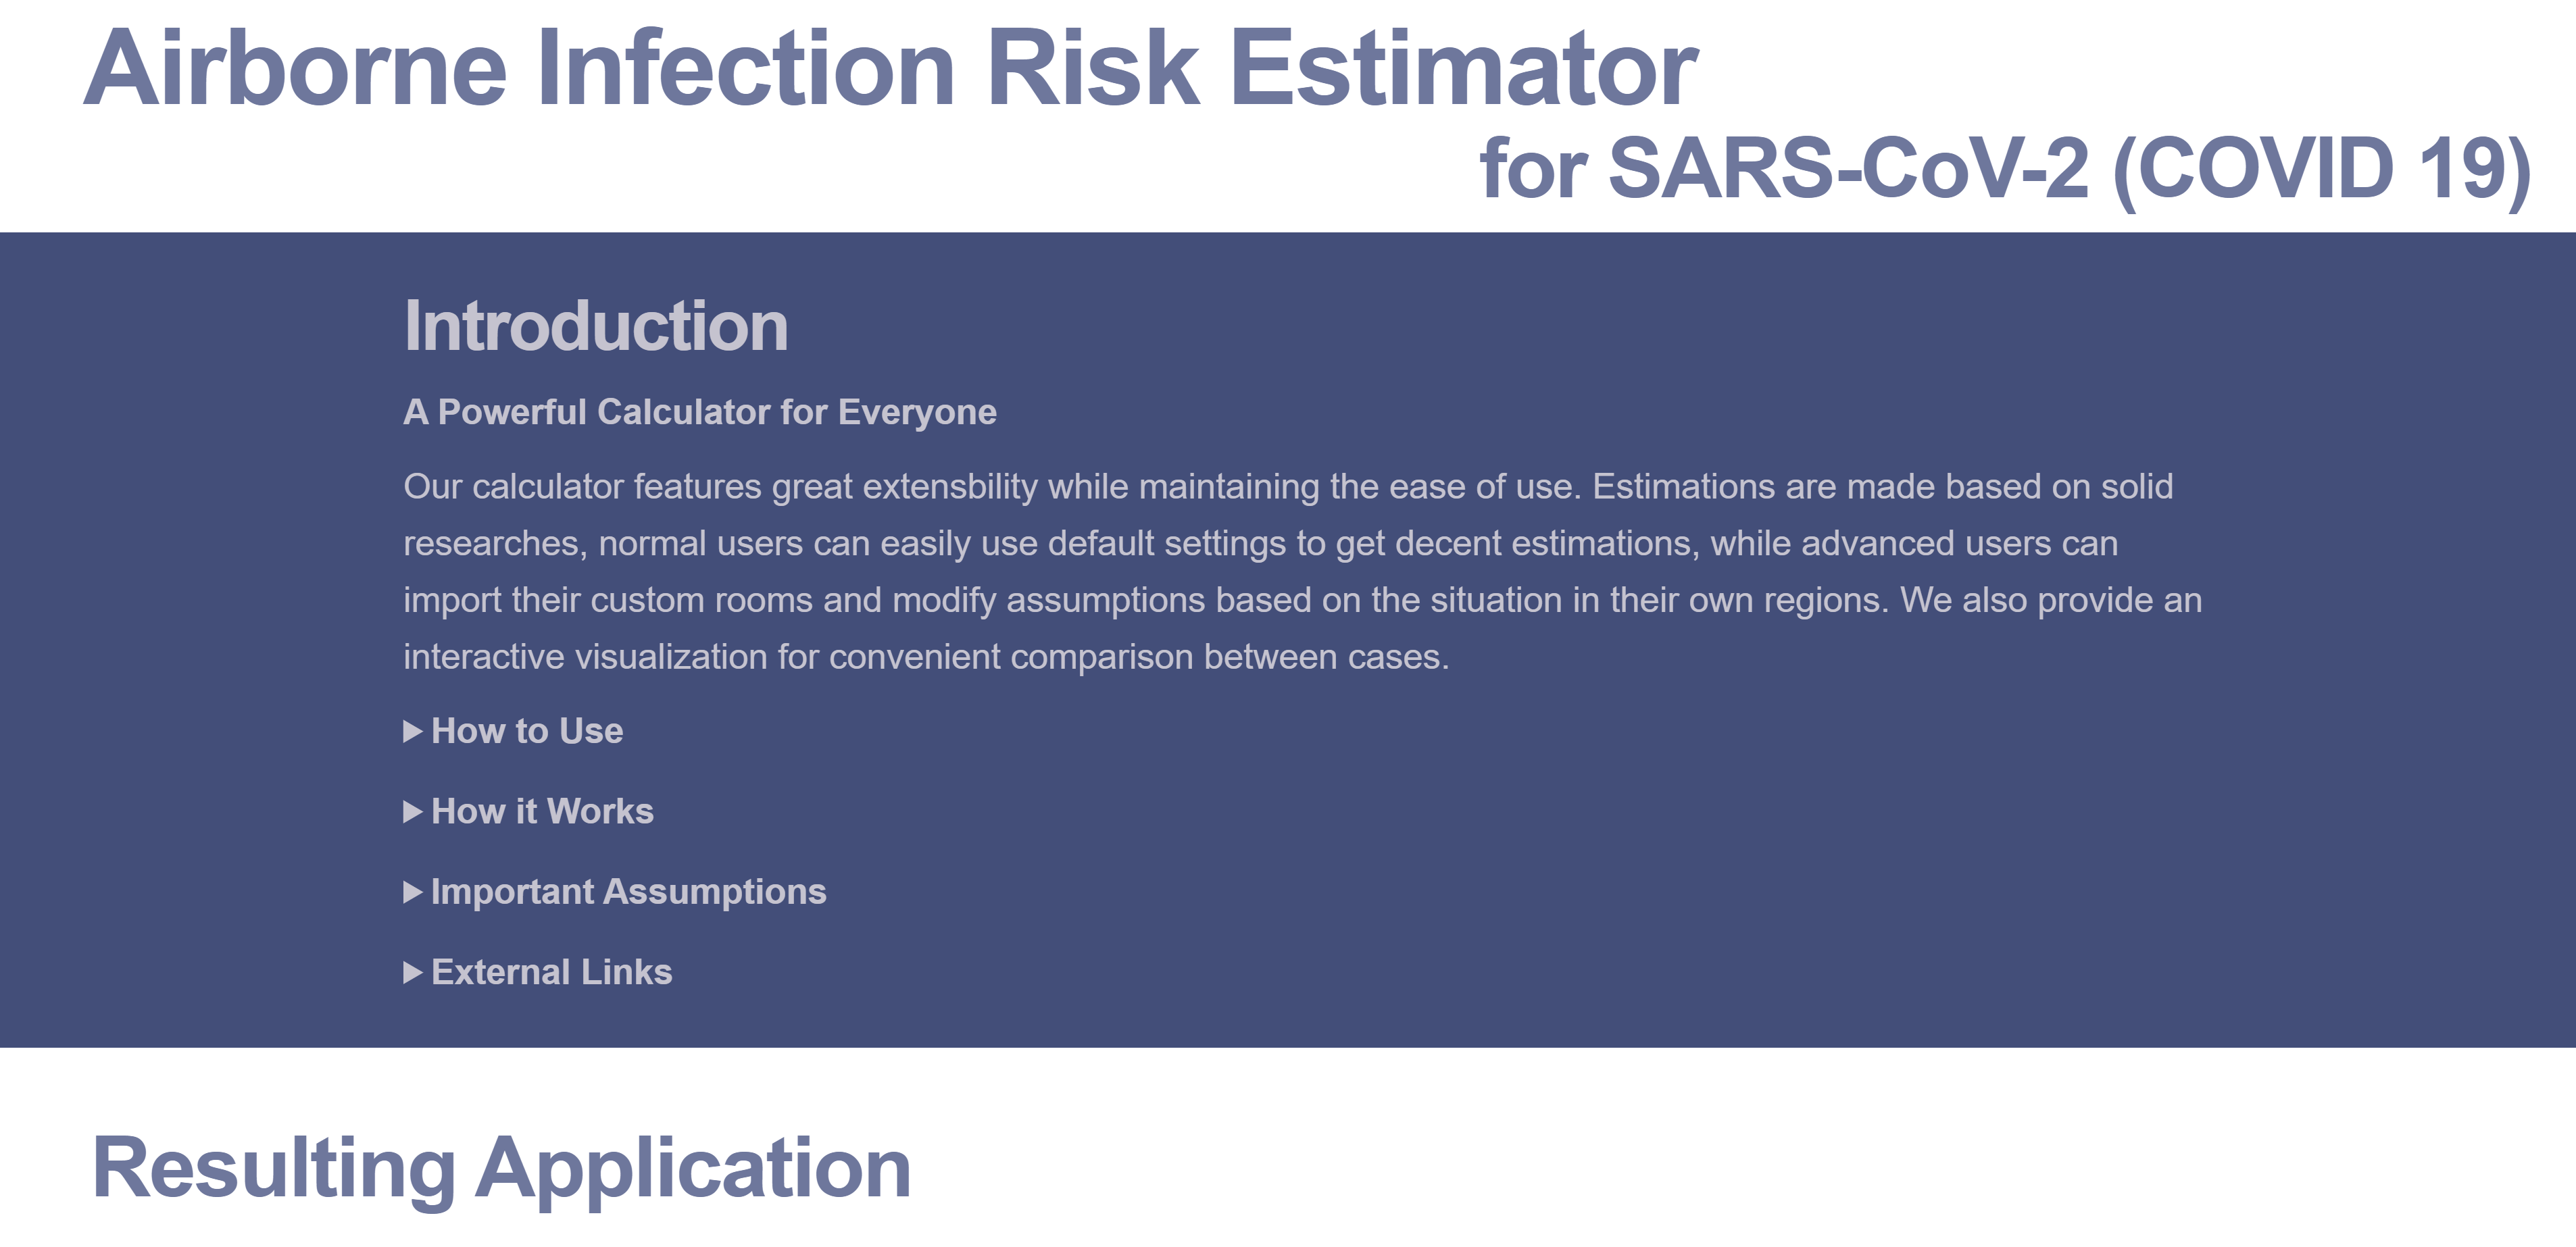 Airborne Infection Risk Estimator
for SARS-CoV-2 (COVID 19)
Introduction
A Powerful Calculator for Everyone
Our calculator features great extensbility while maintaining the ease of use. Estimations are made based on solid
researches, normal users can easily use default settings to get decent estimations, while advanced users can
import their custom rooms and modify assumptions based on the situation in their own regions. We also provide an
interactive visualization for convenient comparison between cases.
How to Use
How it Works
Important Assumptions
External Links
Resulting Application